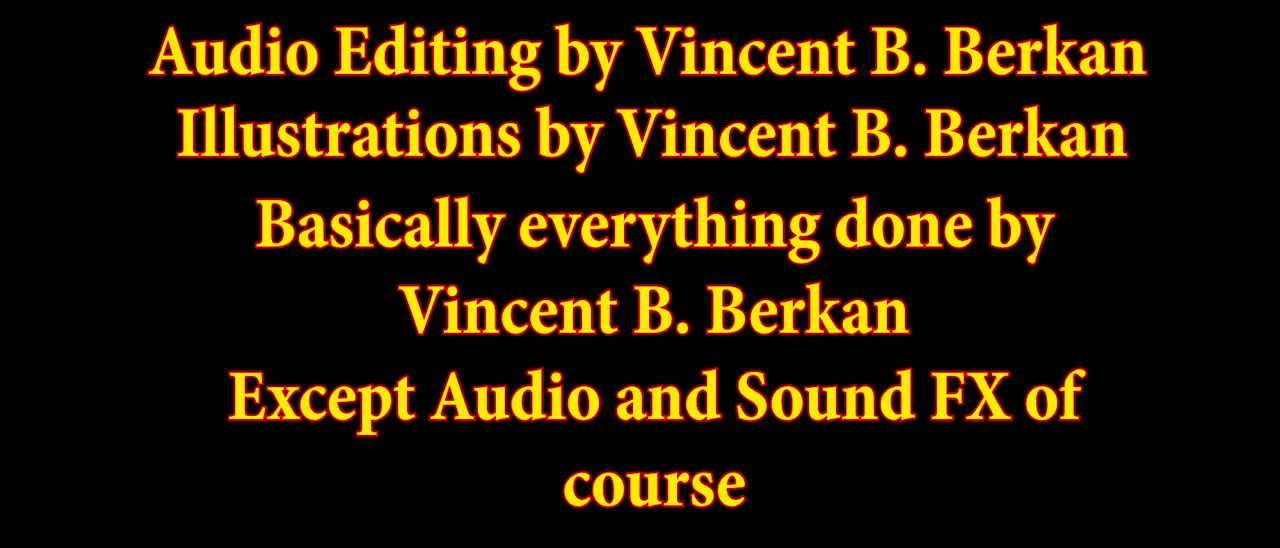 Audio Editing by Vincent B. Berkan
Illustrations by Vincent B. Berkan
Basically everything done by
Vincent B. Berkan
Except Audio and Sound FX of
course